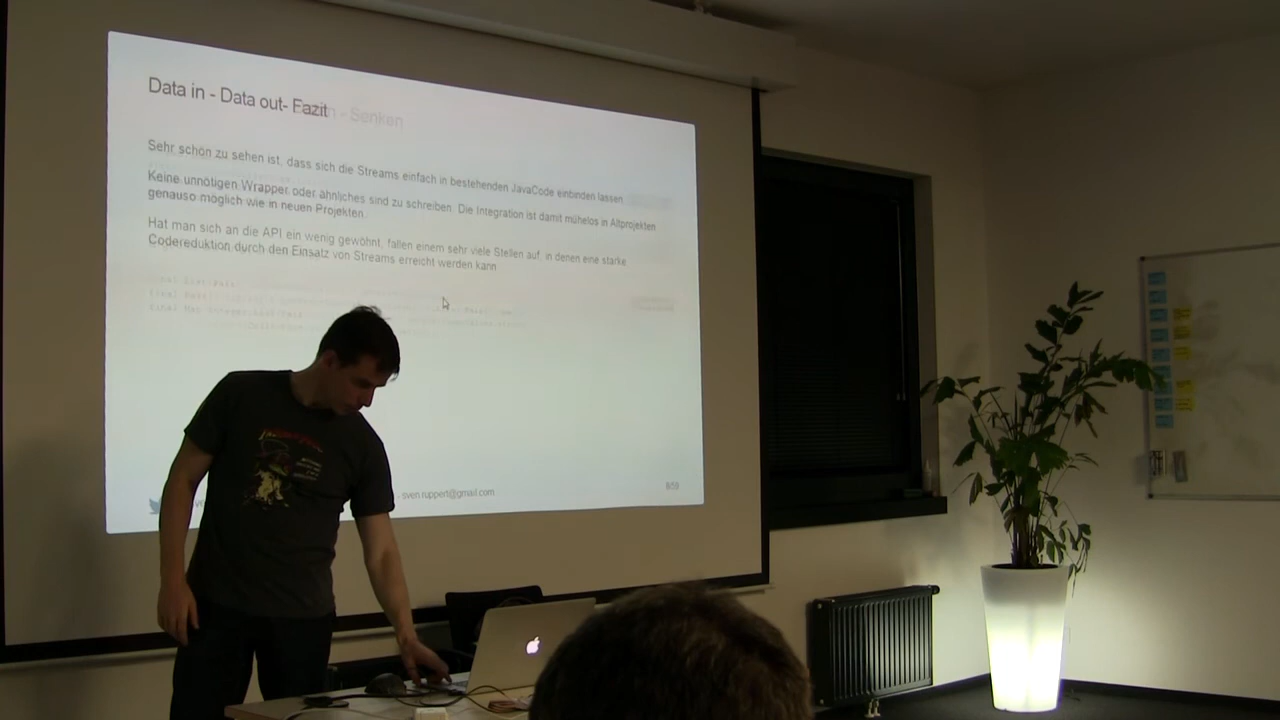 Data in - Data out- Fazit
n - Senken
Sehr schön zu sehen ist, dass sich die Streams einfach in bestehenden JavaCode einbinden lassen.
Keine unnötigen Wrapper oder ähnliches sind zu schreiben. Die Integration ist damit mühelos in Altprojekten
genauso möglich wie in neuen Projekten.
Hat man sich an die API ein wenig gewöhnt, fallen einem sehr viele Stellen auf, in denen eine starke
Codereduktion durch den Einsatz von Streams erreicht werden kann.
sven.ruppert@gmail.com
8/59